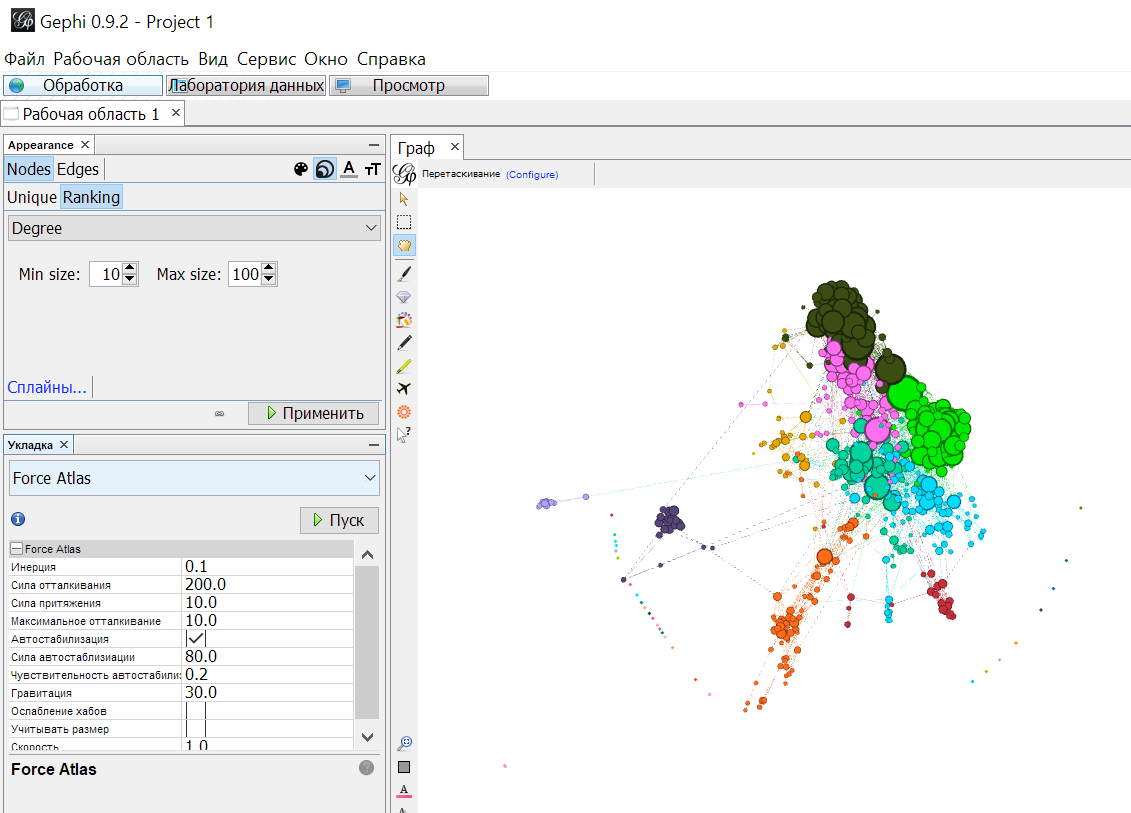 Gephi 0.9.2 - Project 1
Файл Рабочая область Вид Сервис Окно Справка
Обработка Лаборатория данных Просмотр
Рабочая область 1 ×
Appearance ×
Nodes Edges A тT
Unique Ranking
Degree
Min size: 10 Max size: 100
Сплайны...
Применить
Укладка ×
Force Atlas
Пуск
Force Atlas
Инерция 0.1
Сила отталкивания 200.0
Сила притяжения 10.0
Максимальное отталкивание 10.0
Автостабилизация
Сила автостаблизиации 80.0
Чувствительность автостабили: 0.2
Гравитация 30.0
Ослабление хабов
Учитывать размер
Скорость 1.0
Force Atlas
?
Граф ×
Перетаскивание (Configure)
?
A
A